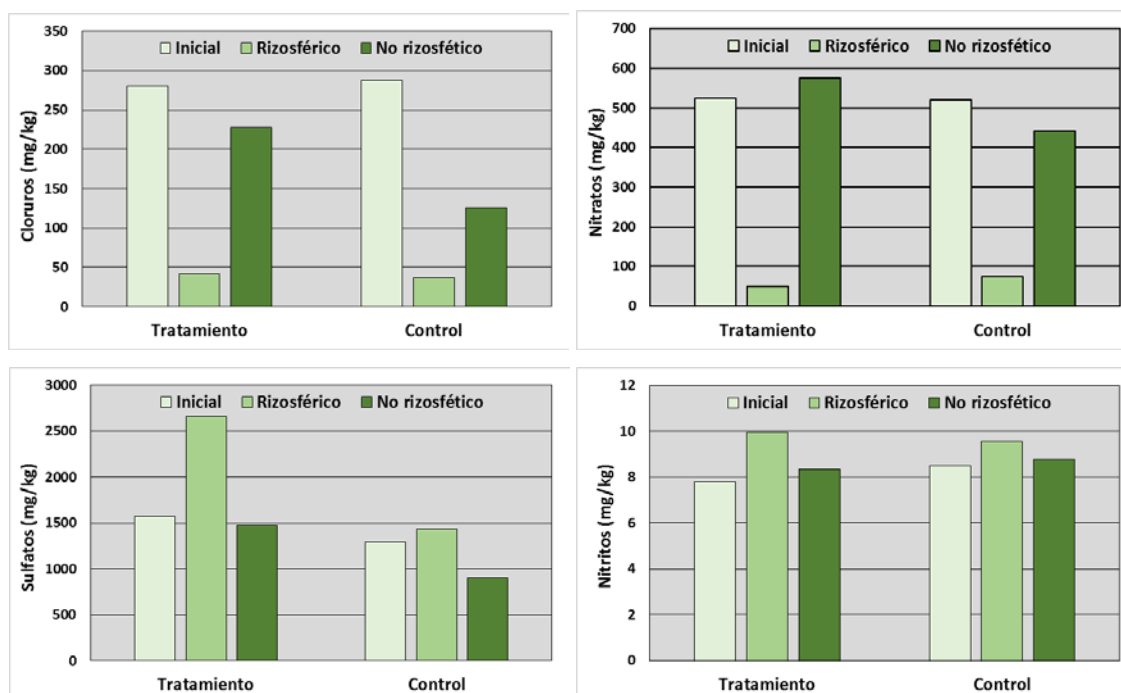 350
Inicial Rizosférico No rizosfético
300
250
200
150
100
50
0
Cloruros (mg/kg)
Tratamiento Control
700
Inicial Rizosférico No rizosfético
600
500
400
300
200
100
0
Nitratos (mg/kg)
Tratamiento Control
3000
Inicial Rizosférico No rizosfético
2500
2000
1500
1000
500
0
Sulfatos (mg/kg)
Tratamiento Control
12
Inicial Rizosférico No rizosfético
10
8
6
4
2
0
Nitritos (mg/kg)
Tratamiento Control